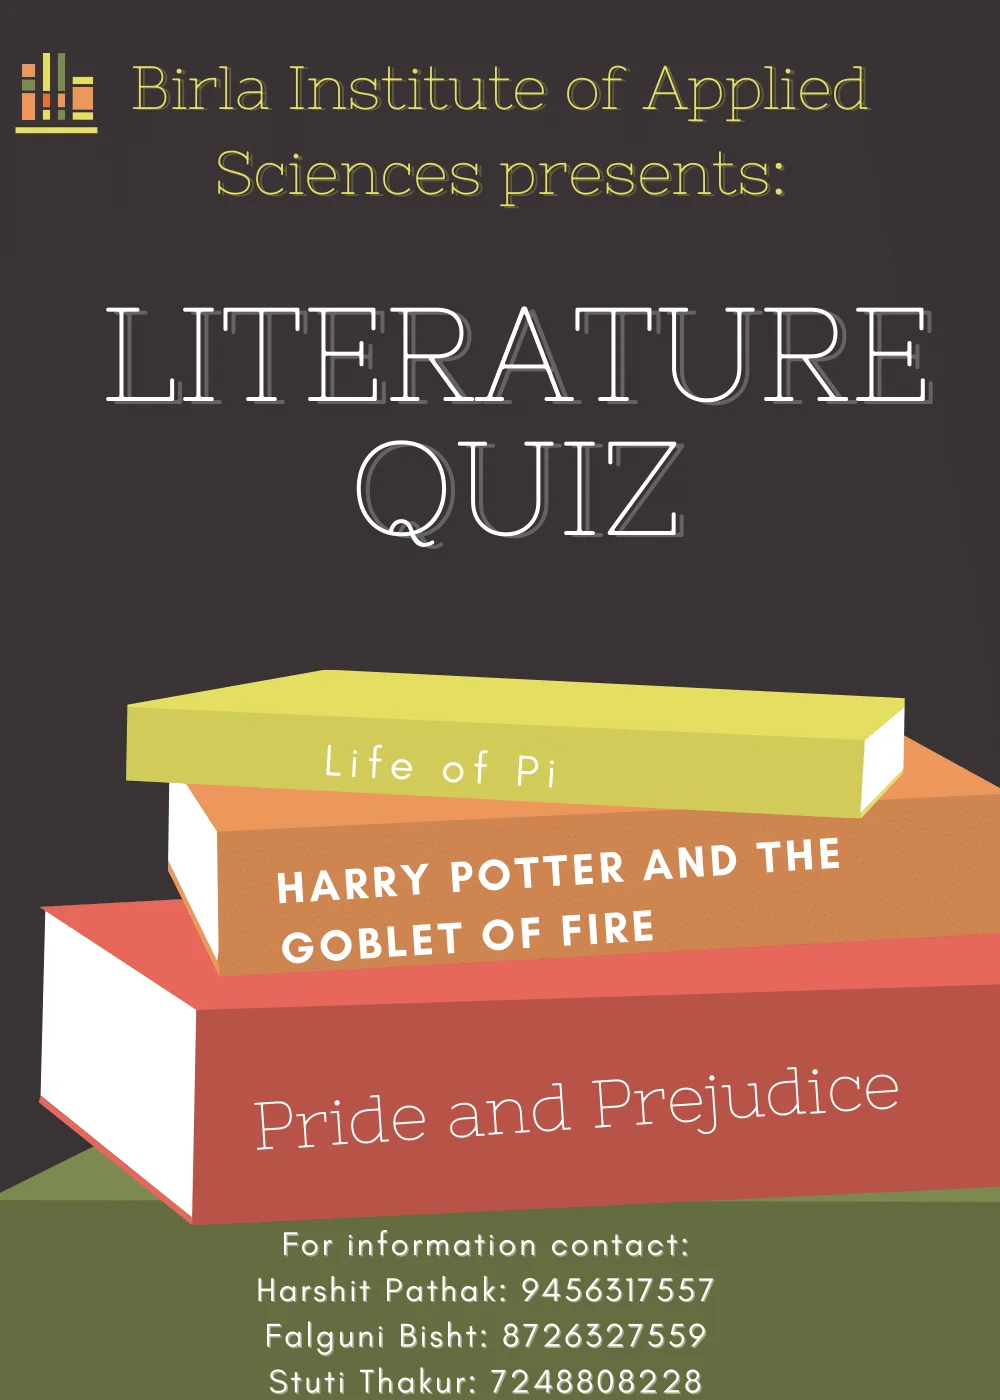 Birla Institute of Applied
Sciences presents:
LITERATURE
QUIZ
Life of Pi
HARRY POTTER AND THE
GOBLET OF FIRE
Pride and Prejudice
For information contact:
Harshit Pathak: 9456317557
Falguni Bisht: 8726327559
Stuti Thakur: 7248808228